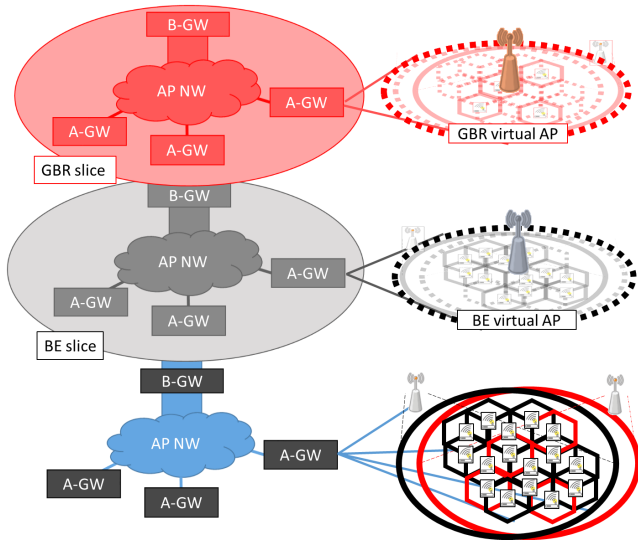 B-GW
AP NW
A-GW
A-GW
A-GW
GBR slice
GBR virtual AP
B-GW
AP NW
A-GW
A-GW
A-GW
BE slice
BE virtual AP
B-GW
AP NW
A-GW
A-GW
A-GW